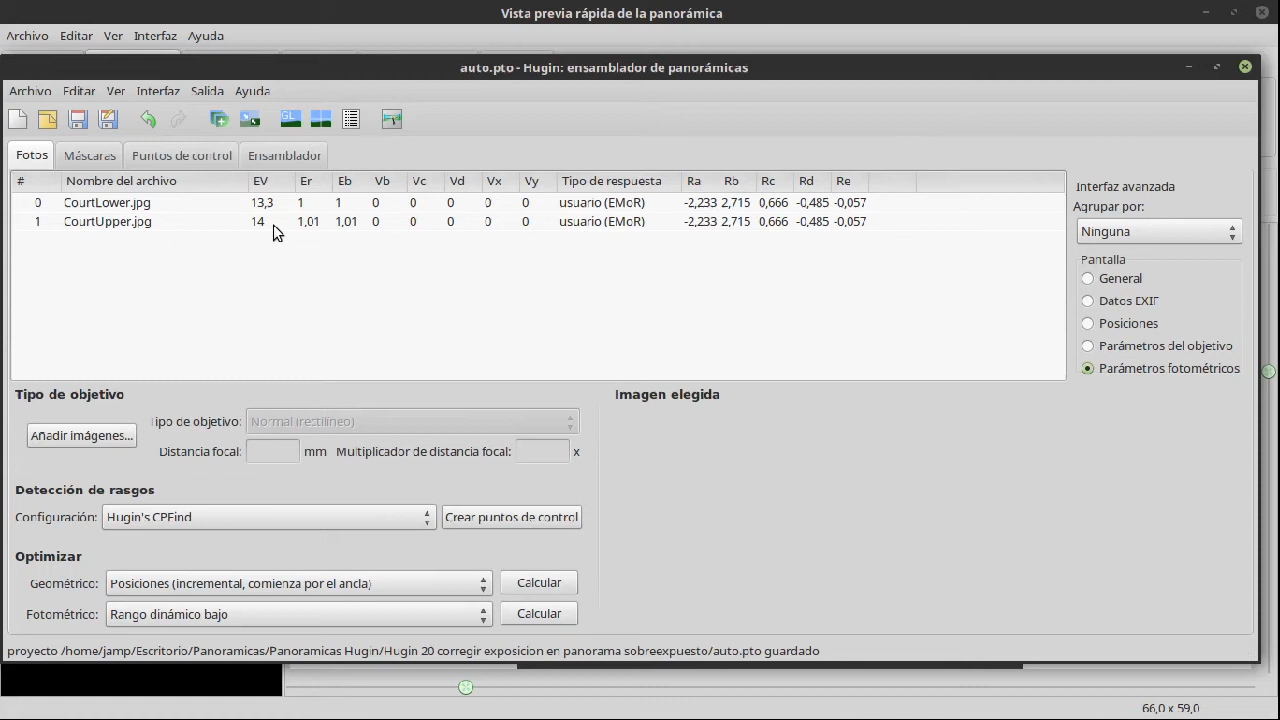 Vista previa rápida de la panorámica
Archivo Editar Ver Interfaz Ayuda
auto.pto - Hugin: ensamblador de panorámicas
Archivo Editar Ver Interfaz Salida Ayuda
GL
Fotos Máscaras Puntos de control Ensamblador
# Nombre del archivo EV Er Eb Vb Vc Vd Vx Vy Tipo de respuesta Ra Rb Rc Rd Re
0 CourtLower.jpg 13,3 1 1 0 0 0 0 0 usuario (EMoR) -2,233 2,715 0,666 -0,485 -0,057
1 CourtUpper.jpg 14 1,01 1,01 0 0 0 0 0 usuario (EMoR) -2,233 2,715 0,666 -0,485 -0,057
Interfaz avanzada
Agrupar por:
Ninguna
Pantalla
General
Datos EXIF
Posiciones
Parámetros del objetivo
Parámetros fotométricos
Tipo de objetivo
Añadir imágenes...
Tipo de objetivo: Normal (rectilíneo)
Distancia focal: mm Multiplicador de distancia focal: x
Imagen elegida
Detección de rasgos
Configuración: Hugin's CPFind Crear puntos de control
Optimizar
Geométrico: Posiciones (incremental, comienza por el ancla) Calcular
Fotométrico: Rango dinámico bajo Calcular
proyecto /home/jamp/Escritorio/Panoramicas/Panoramicas Hugin/Hugin 20 corregir exposicion en panorama sobreexpuesto/auto.pto guardado
66,0 x 59,0